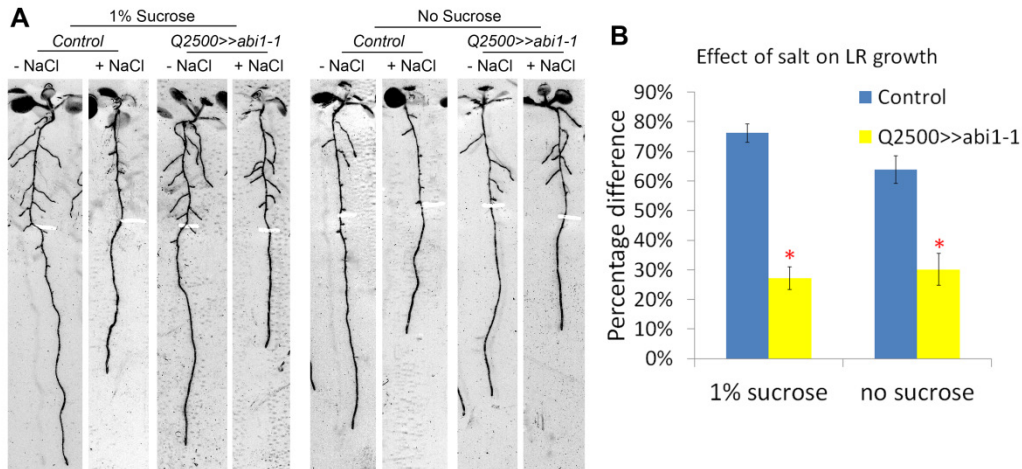 A
1% Sucrose
No Sucrose
Control
Q2500>>abi1-1
Control
Q2500>>abi1-1
- NaCl
+ NaCl
- NaCl
+ NaCl
- NaCl
+ NaCl
- NaCl
+ NaCl
B
Effect of salt on LR growth
Control
Q2500>>abi1-1
Percentage difference
90%
80%
70%
60%
50%
40%
30%
20%
10%
0%
*
*
1% sucrose
no sucrose